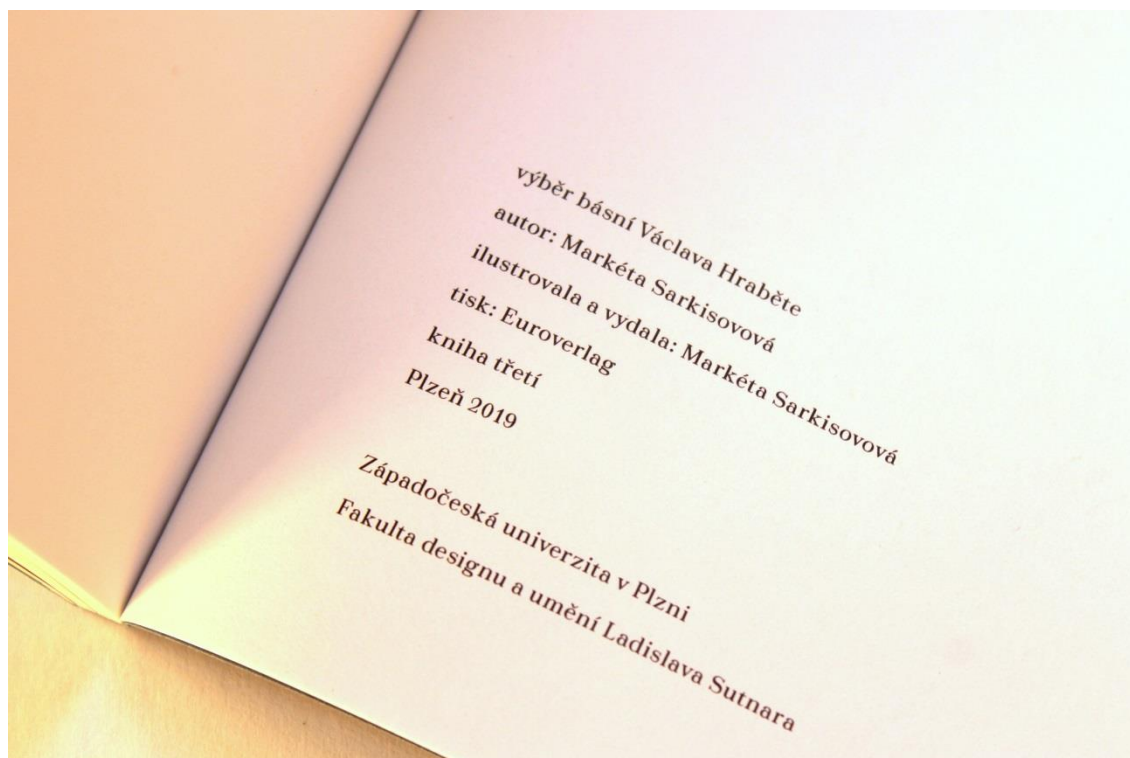 výběr básní Václava Hraběte
autor: Markéta Sarkisovová
ilustrovala a vydala: Markéta Sarkisovová
tisk: Euroverlag
kniha třetí
Plzeň 2019
Západočeská univerzita v Plzni
Fakulta designu a umění Ladislava Sutnara